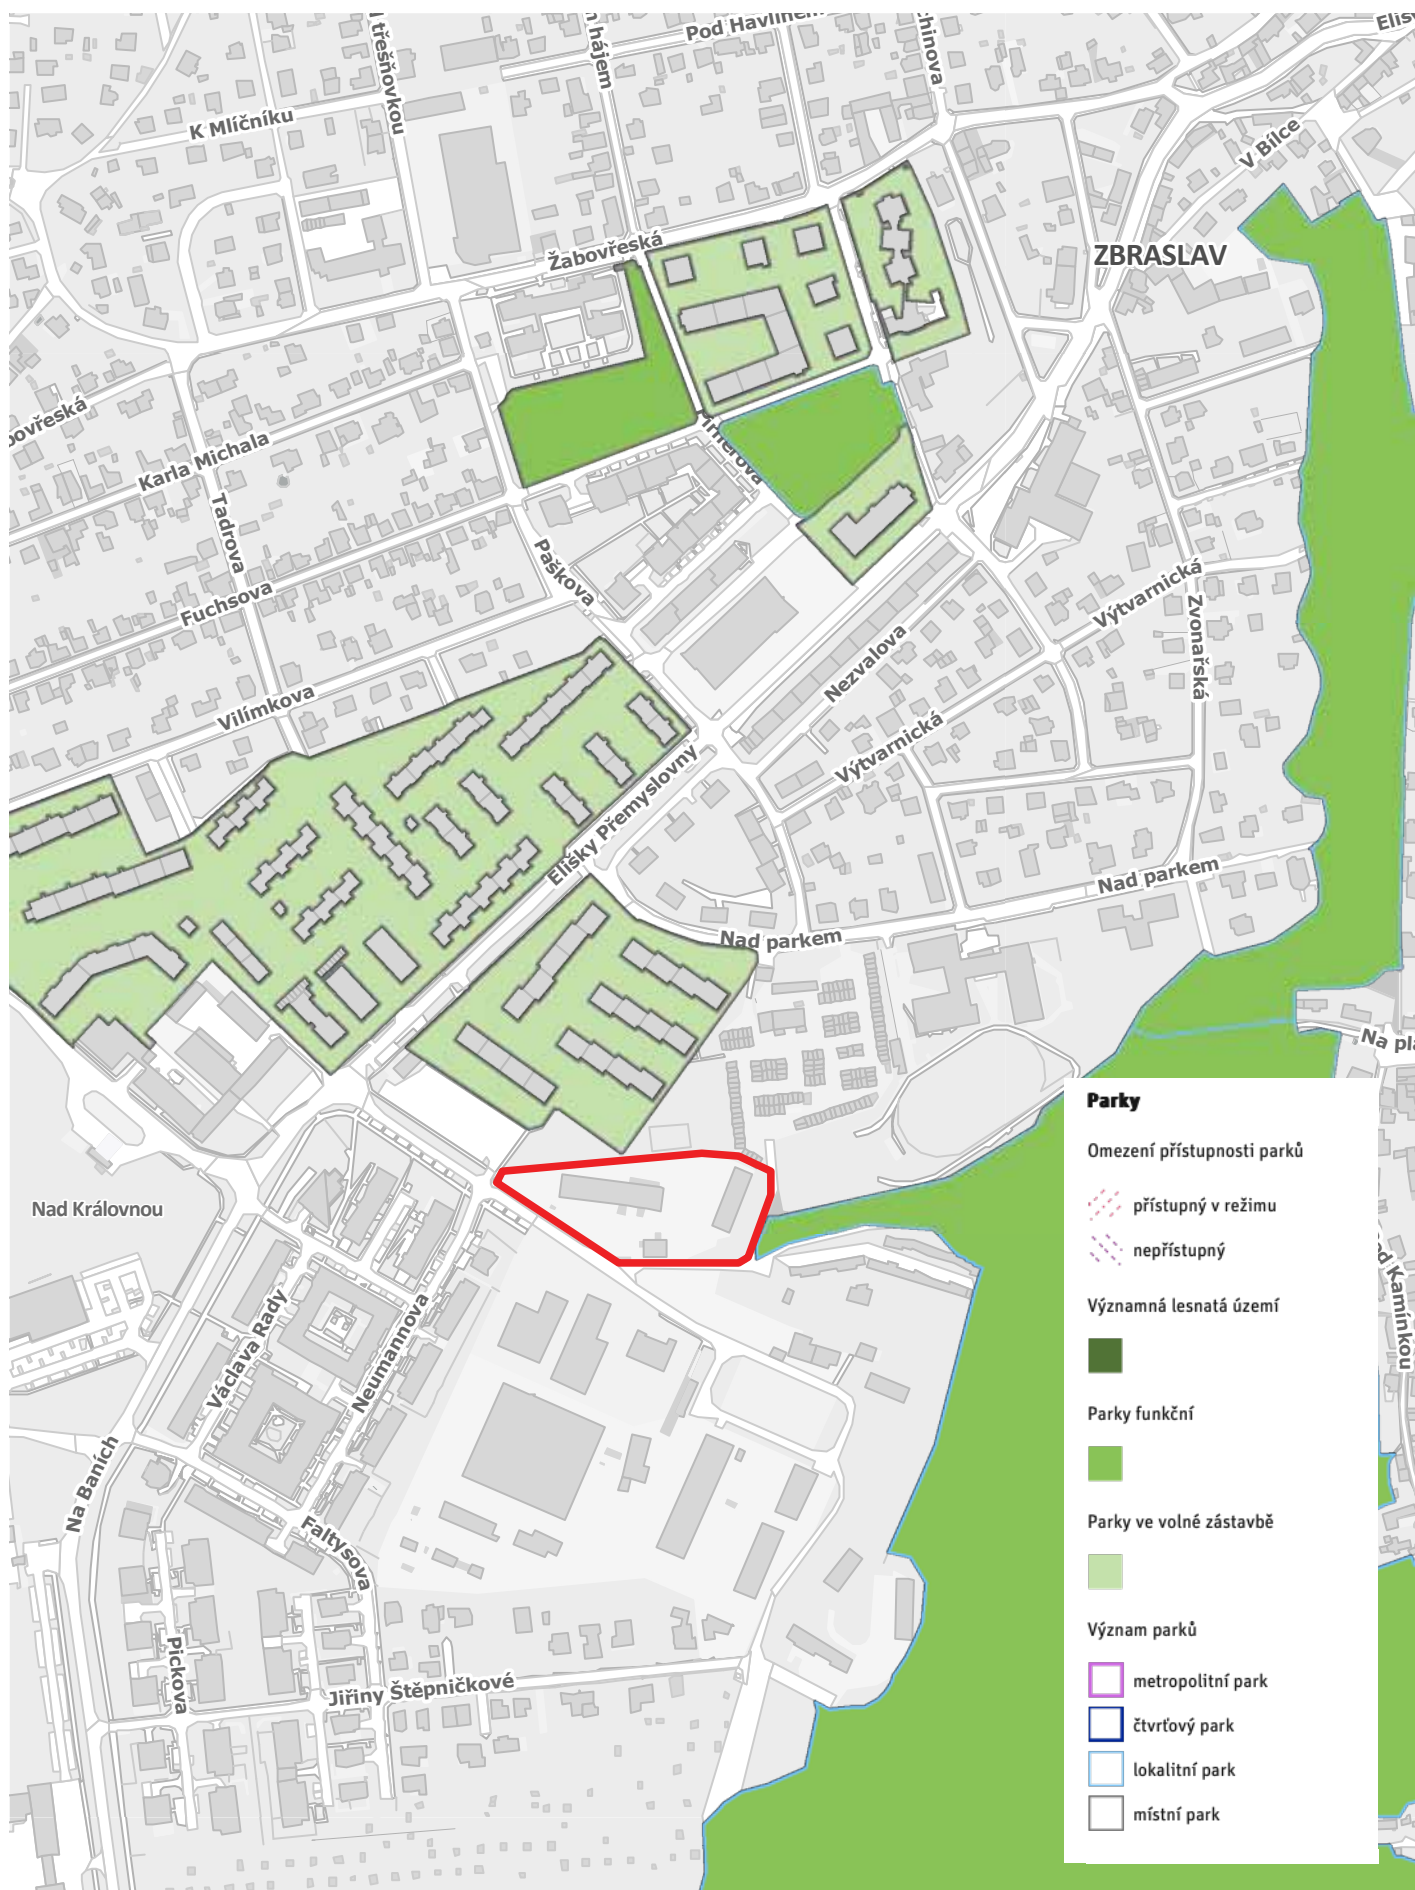 Pod Havlínem
hájem
třešňovkou
K Mlíčníku
V Bílce
ZBRASLAV
Žabovřeská
Karla Michala
Tadrova
Fuchsova
Paškova
Výtvarnická
Zvonařská
Nezvalova
Vilímkova
Výtvarnická
Elišky Přemyslovny
Nad parkem
Nad parkem
Nad Královnou
Václava Rady
Neumannova
Na Baních
Faltysova
Pickova
Jiřiny Štěpničkové
Parky
Omezení přístupnosti parků
přístupný v režimu
nepřístupný
Významná lesnatá území
Parky funkční
Parky ve volné zástavbě
Význam parků
metropolitní park
čtvrťový park
lokalitní park
místní park